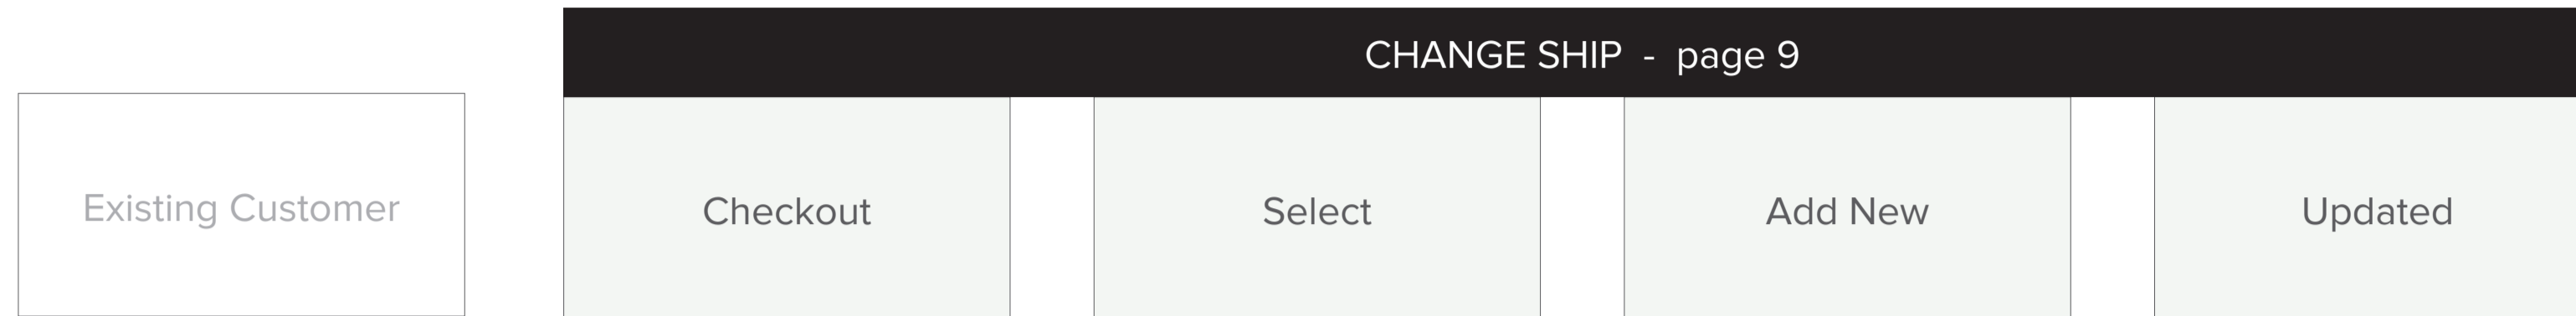 CHANGE SHIP - page 9
Existing Customer
Checkout
Select
Add New
Updated